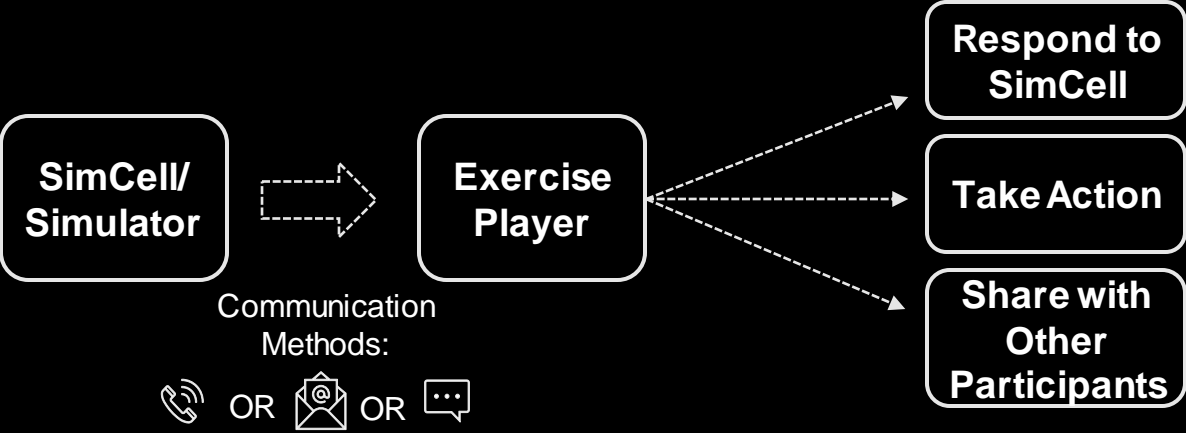 SimCell/
Simulator
Exercise
Player
Respond to
SimCell
Take Action
Share with
Other
Participants
Communication
Methods:
OR @ OR